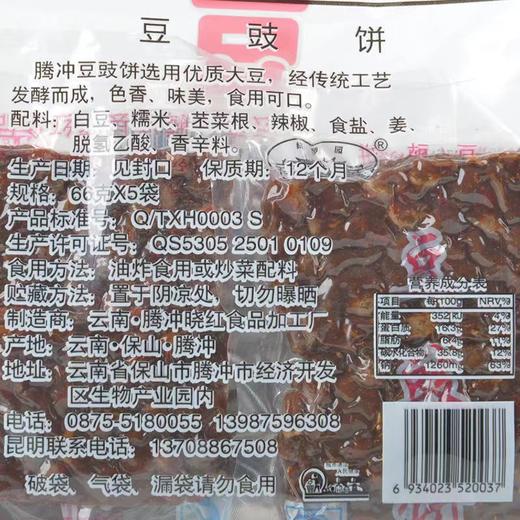 豆豉饼
腾冲豆豉饼选用优质大豆，经传统工艺
发酵而成，色香、味美，食用可口。
配料：白豆、糯米、苤菜根、辣椒、食盐、姜、
脱氢乙酸、香辛料。
生产日期：见封口 保质期：12个月
®
规格：66克X5袋
产品标准号：Q/TXH0003 S
生产许可证号：QS5305 2501 0109
食用方法：油炸食用或炒菜配料
贮藏方法：置于阴凉处，切勿曝晒
制造商：云南·腾冲晓红食品加工厂
产地：云南·保山·腾冲
地址：云南省保山市腾冲市经济开发
区生物产业园内
电话：0875-5180055 13987596308
昆明联系电话：13708867508
破袋、气袋、漏袋请勿食用
营养成分表
项目 每100g NRV%
能量 352kJ 4%
蛋白质 16.3 27%
脂肪 6.4 11%
碳水化合物 35.8 12%
钠 1260m 63%
6 934023 520037